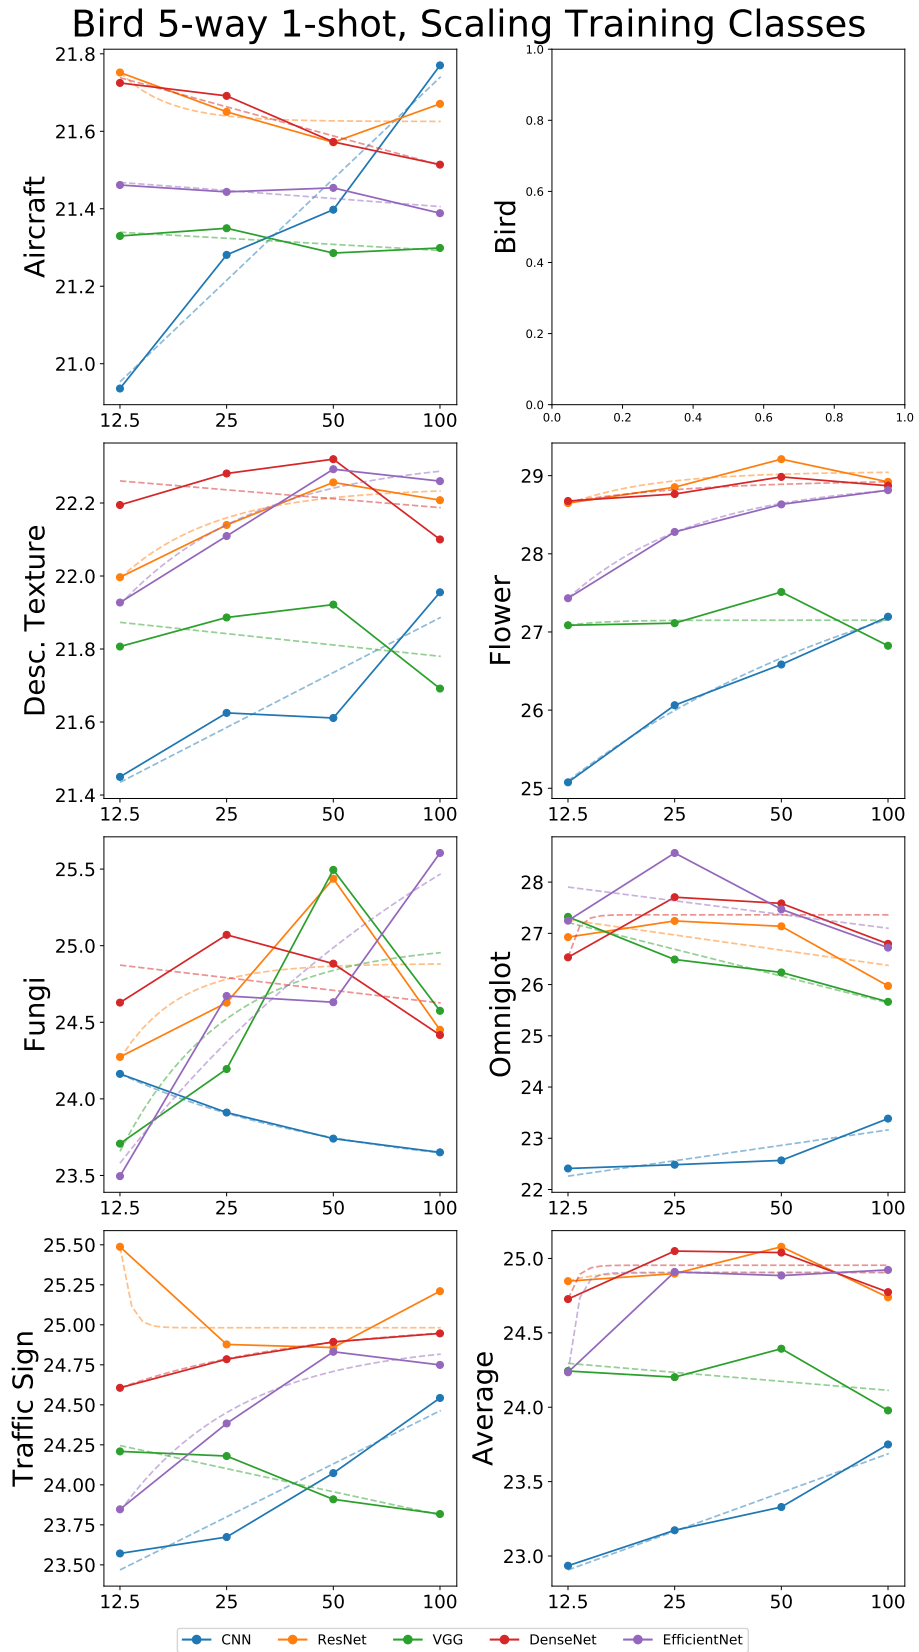 Bird 5-way 1-shot, Scaling Training Classes
21.8
21.6
21.4
21.2
21.0
Aircraft
12.5 25 50 100
1.0
0.8
0.6
0.4
0.2
0.0
Bird
0.0 0.2 0.4 0.6 0.8 1.0
22.2
22.0
21.8
21.6
21.4
Desc. Texture
12.5 25 50 100
29
28
27
26
25
Flower
12.5 25 50 100
25.5
25.0
24.5
24.0
23.5
Fungi
12.5 25 50 100
28
27
26
25
24
23
22
Omniglot
12.5 25 50 100
25.50
25.25
25.00
24.75
24.50
24.25
24.00
23.75
23.50
Traffic Sign
12.5 25 50 100
25.0
24.5
24.0
23.5
23.0
Average
12.5 25 50 100
CNN ResNet VGG DenseNet EfficientNet